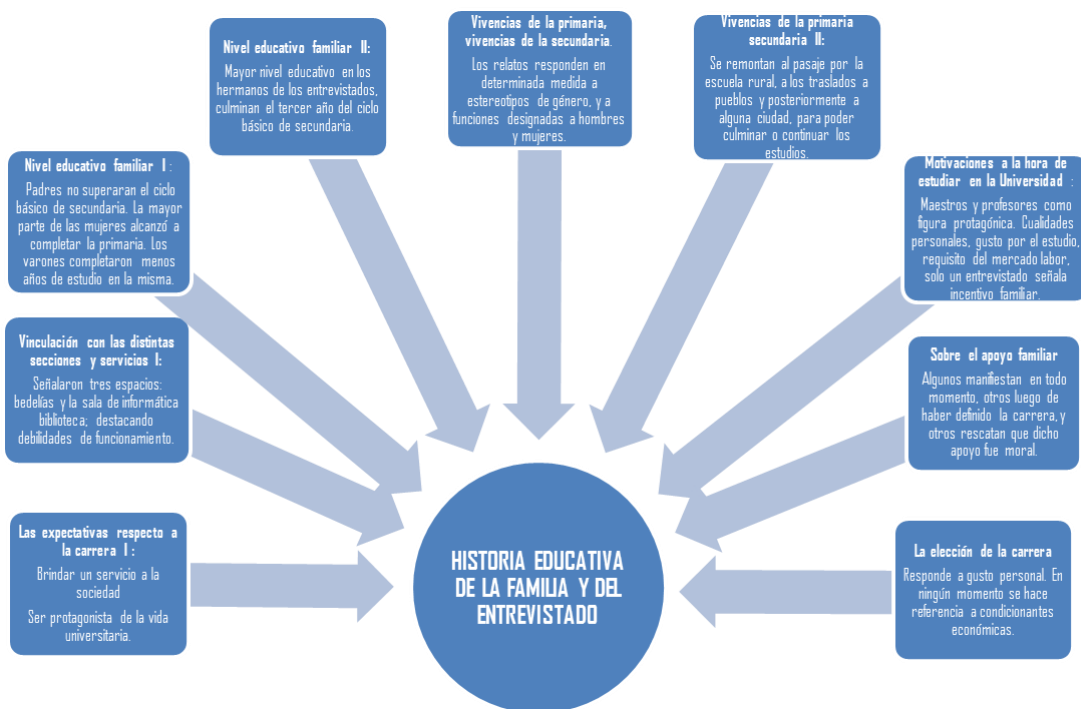 Nivel educativo familiar I :
Padres no superaran el ciclo
básico de secundaria. La mayor
parte de las mujeres alcanzó a
completar la primaria. Los
varones completaron menos
años de estudio en la misma.
Nivel educativo familiar II:
Mayor nivel educativo en los
hermanos de los entrevistados,
culminan el tercer año del ciclo
básico de secundaria.
Vivencias de la primaria,
vivencias de la secundaria.
Los relatos responden en
determinada medida a
estereotipos de género, y a
funciones designadas a hombres
y mujeres.
Vivencias de la primaria
secundaria II:
Se remontan al pasaje por la
escuela rural, a los traslados a
pueblos y posteriormente a
alguna ciudad, para poder
culminar o continuar los
estudios.
Motivaciones a la hora de
estudiar en la Universidad :
Maestros y profesores como
figura protagónica. Cualidades
personales, gusto por el estudio,
requisito del mercado labor,
solo un entrevistado señala
incentivo familiar.
Vinculación con las distintas
secciones y servicios I:
Señalaron tres espacios:
bedelías y la sala de informática
biblioteca; destacando
debilidades de funcionamiento.
Sobre el apoyo familiar
Algunos manifiestan en todo
momento, otros luego de
haber definido la carrera, y
otros rescatan que dicho
apoyo fue moral.
Las expectativas respecto a
la carrera I :
Brindar un servicio a la
sociedad
Ser protagonista de la vida
universitaria.
HISTORIA EDUCATIVA
DE LA FAMILIA Y DEL
ENTREVISTADO
La elección de la carrera
Responde a gusto personal. En
ningún momento se hace
referencia a condicionantes
económicas.